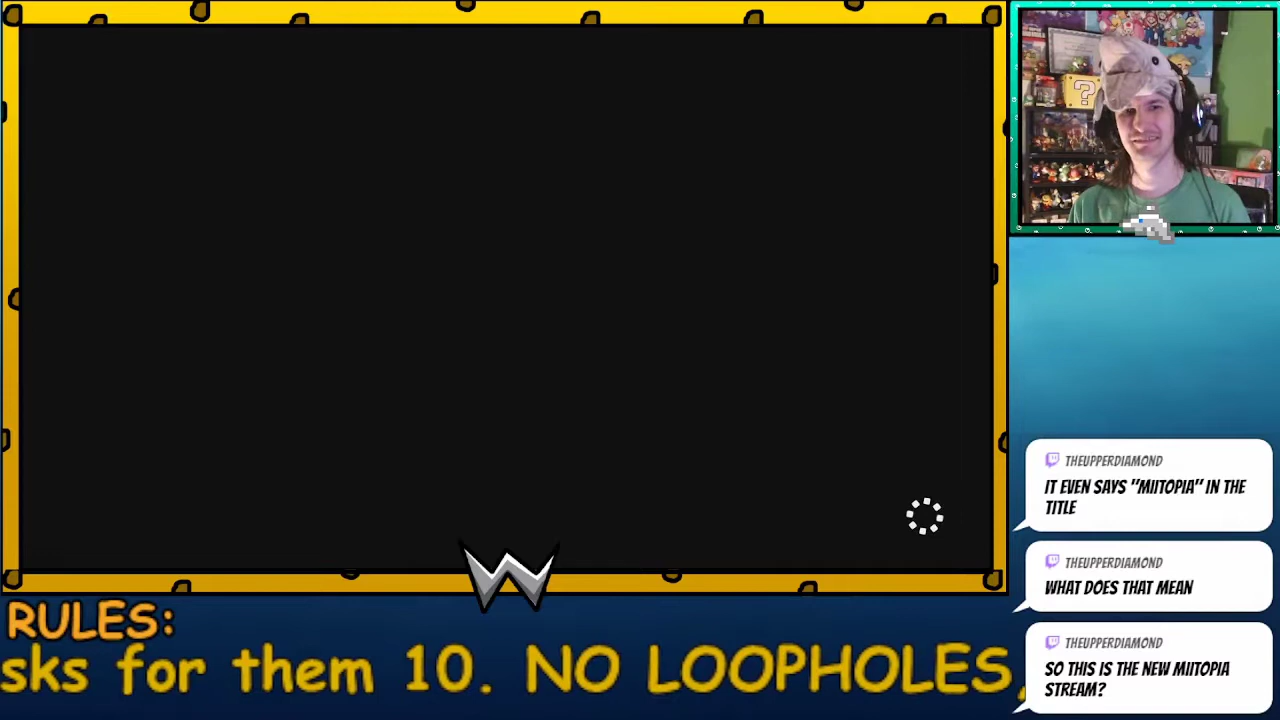 ?
THEUPPERDIAMOND
IT EVEN SAYS "MIITOPIA" IN THE
TITLE
THEUPPERDIAMOND
WHAT DOES THAT MEAN
THEUPPERDIAMOND
SO THIS IS THE NEW MIITOPIA
STREAM?
W
RULES:
sks for them 10. NO LOOPHOLES,